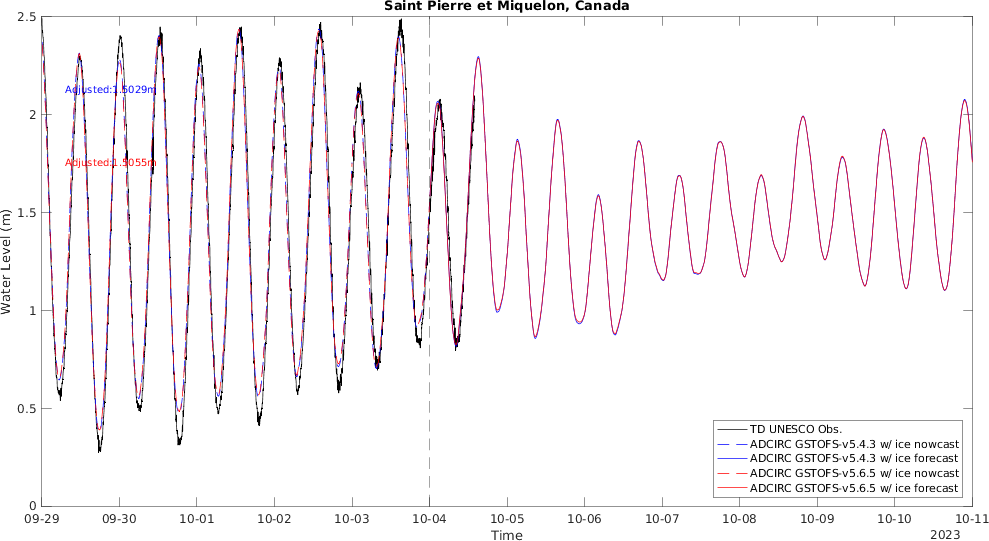 Saint Pierre et Miquelon, Canada
2.5
2
1.5
1
0.5
0
Water Level (m)
Adjusted:1.5029m
Adjusted:1.5055m
TD UNESCO Obs.
ADCIRC GSTOFS-v5.4.3 w/ ice nowcast
ADCIRC GSTOFS-v5.4.3 w/ ice forecast
ADCIRC GSTOFS-v5.6.5 w/ ice nowcast
ADCIRC GSTOFS-v5.6.5 w/ ice forecast
09-29 09-30 10-01 10-02 10-03 10-04 10-05 10-06 10-07 10-08 10-09 10-10 10-11
Time
2023